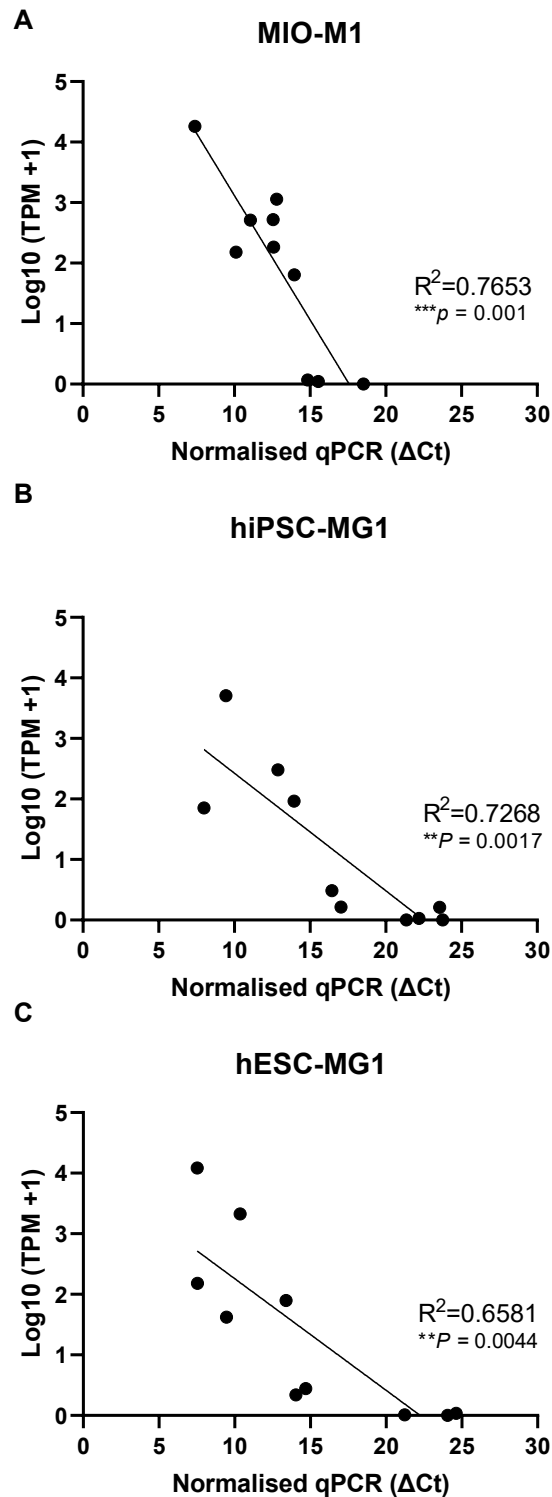 A
MIO-M1
5
4
3
2
1
0
Log10 (TPM +1)
R²=0.7653
***p = 0.001
0 5 10 15 20 25 30
Normalised qPCR (ΔCt)
B
hiPSC-MG1
5
4
3
2
1
0
Log10 (TPM +1)
R²=0.7268
**P = 0.0017
0 5 10 15 20 25 30
Normalised qPCR (ΔCt)
C
hESC-MG1
5
4
3
2
1
0
Log10 (TPM +1)
R²=0.6581
**P = 0.0044
0 5 10 15 20 25 30
Normalised qPCR (ΔCt)